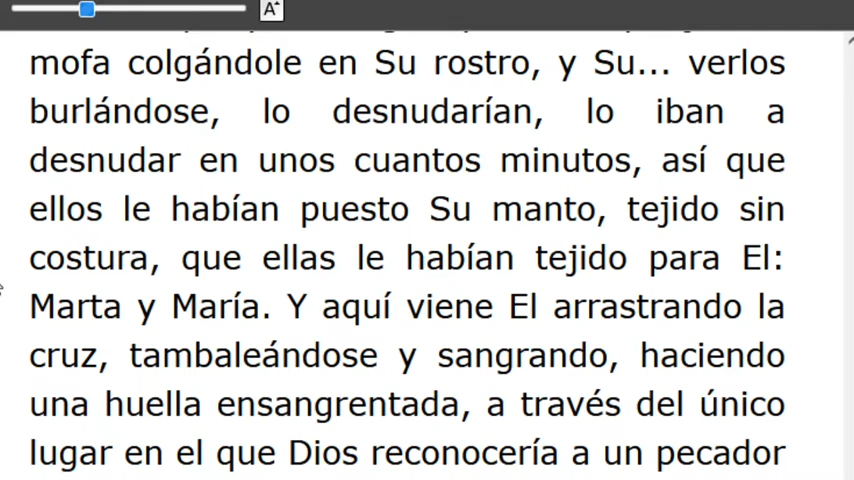 A
mofa colgándole en Su rostro, y Su... verlos
burlándose, lo desnudarían, lo iban a
desnudar en unos cuantos minutos, así que
ellos le habían puesto Su manto, tejido sin
costura, que ellas le habían tejido para El:
Marta y María. Y aquí viene El arrastrando la
cruz, tambaleándose y sangrando, haciendo
una huella ensangrentada, a través del único
lugar en el que Dios reconocería a un pecador